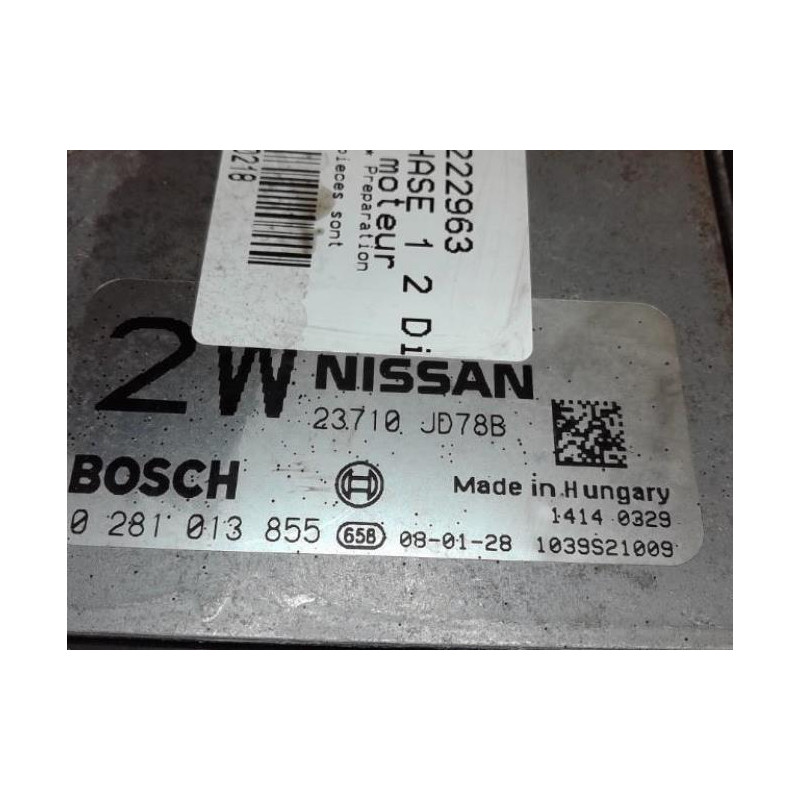 222963
HASE 1 2 Di
moteur
* Preparation
pieces sont
0218
2W NISSAN
23710 JD78B
BOSCH
Made in Hungary
1414 0329
0 281 013 855 658 08-01-28 1039S21009